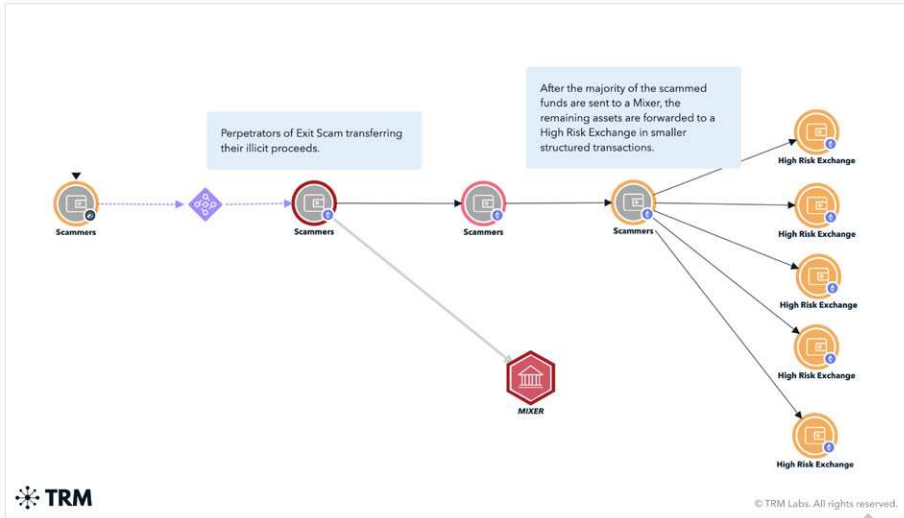 After the majority of the scammed
funds are sent to a Mixer, the
remaining assets are forwarded to a
High Risk Exchange in smaller
structured transactions.
Perpetrators of Exit Scam transferring
their illicit proceeds.
High Risk Exchange
Scammers
Scammers
Scammers
Scammers
High Risk Exchange
High Risk Exchange
High Risk Exchange
MIXER
High Risk Exchange
TRM
© TRM Labs. All rights reserved.